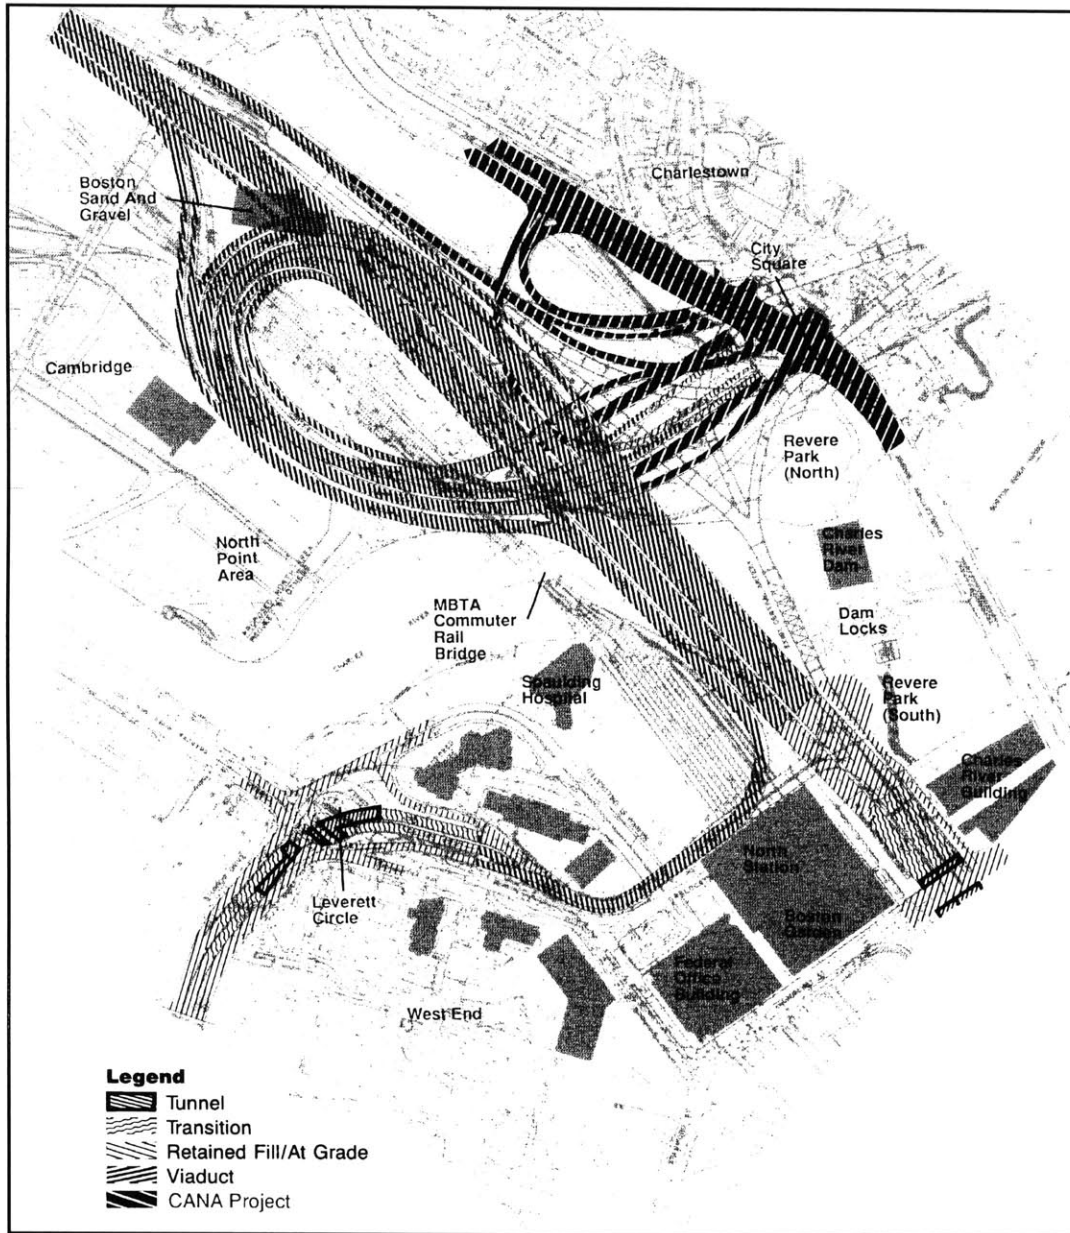 Charlestown
Boston
Sand And
Gravel
City
Square
Cambridge
Revere
Park
(North)
North
Point
Area
Charles
River
Dam
MBTA
Commuter
Rail
Bridge
Dam
Locks
Spaulding
Hospital
Revere
Park
(South)
Charles
River
Building
North
Station
Leverett
Circle
Boston
Garden
Federal
Office
Building
West End
Legend
Tunnel
Transition
Retained Fill/At Grade
Viaduct
CANA Project